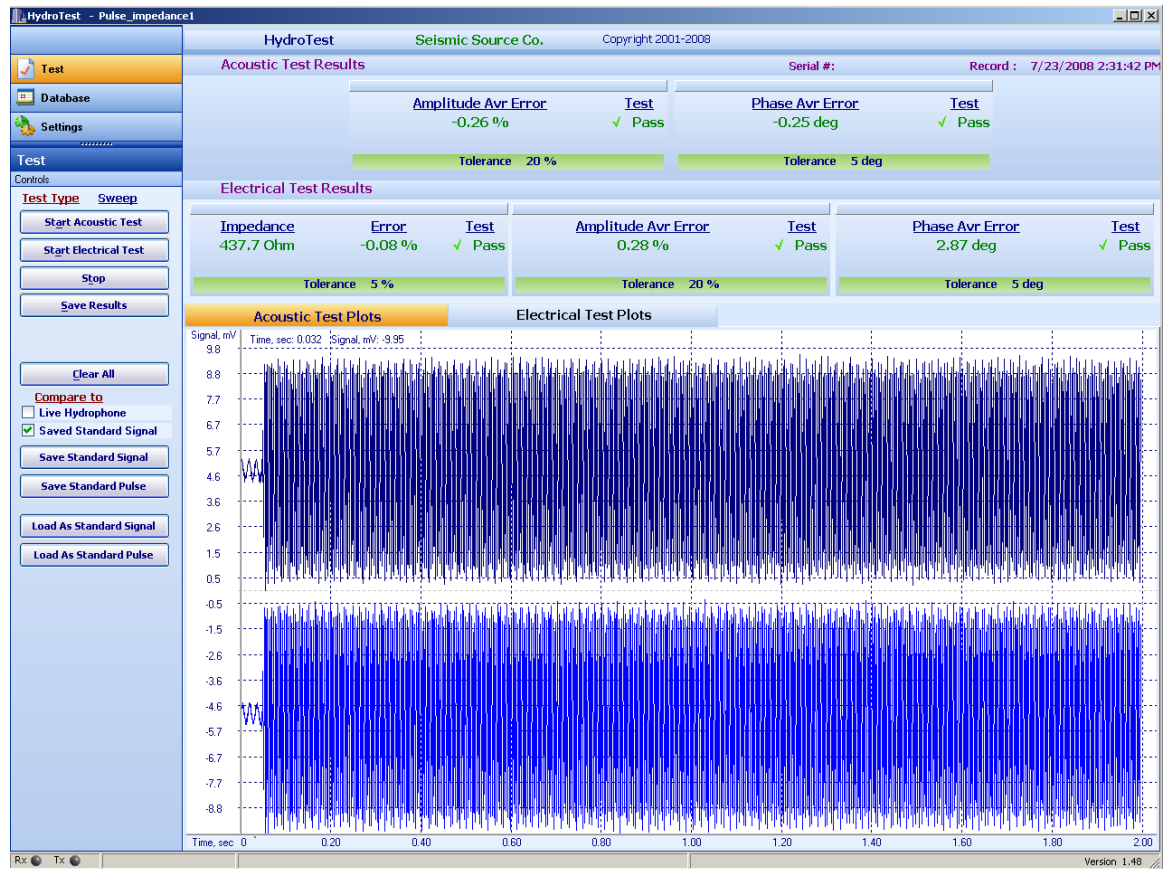 HydroTest - Pulse_impedance1
HydroTest Seismic Source Co. Copyright 2001-2008
Test
Database
Settings
Test
Controls
Test Type Sweep
Start Acoustic Test
Start Electrical Test
Stop
Save Results
Clear All
Compare to
Live Hydrophone
Saved Standard Signal
Save Standard Signal
Save Standard Pulse
Load As Standard Signal
Load As Standard Pulse
Acoustic Test Results Serial #: Record : 7/23/2008 2:31:42 PM
Amplitude Avr Error Test Phase Avr Error Test
-0.26 % √ Pass -0.25 deg √ Pass
Tolerance 20 % Tolerance 5 deg
Electrical Test Results
Impedance Error Test Amplitude Avr Error Test Phase Avr Error Test
437.7 Ohm -0.08 % √ Pass 0.28 % √ Pass 2.87 deg √ Pass
Tolerance 5 % Tolerance 20 % Tolerance 5 deg
Acoustic Test Plots Electrical Test Plots
Signal, mV Time, sec: 0.032 Signal, mV: -9.95
9.8
8.8
7.7
6.7
5.7
4.6
3.6
2.6
1.5
0.5
-0.5
-1.5
-2.6
-3.6
-4.6
-5.7
-6.7
-7.7
-8.8
Time, sec 0 0.20 0.40 0.60 0.80 1.00 1.20 1.40 1.60 1.80 2.00
Rx Tx Version 1.48